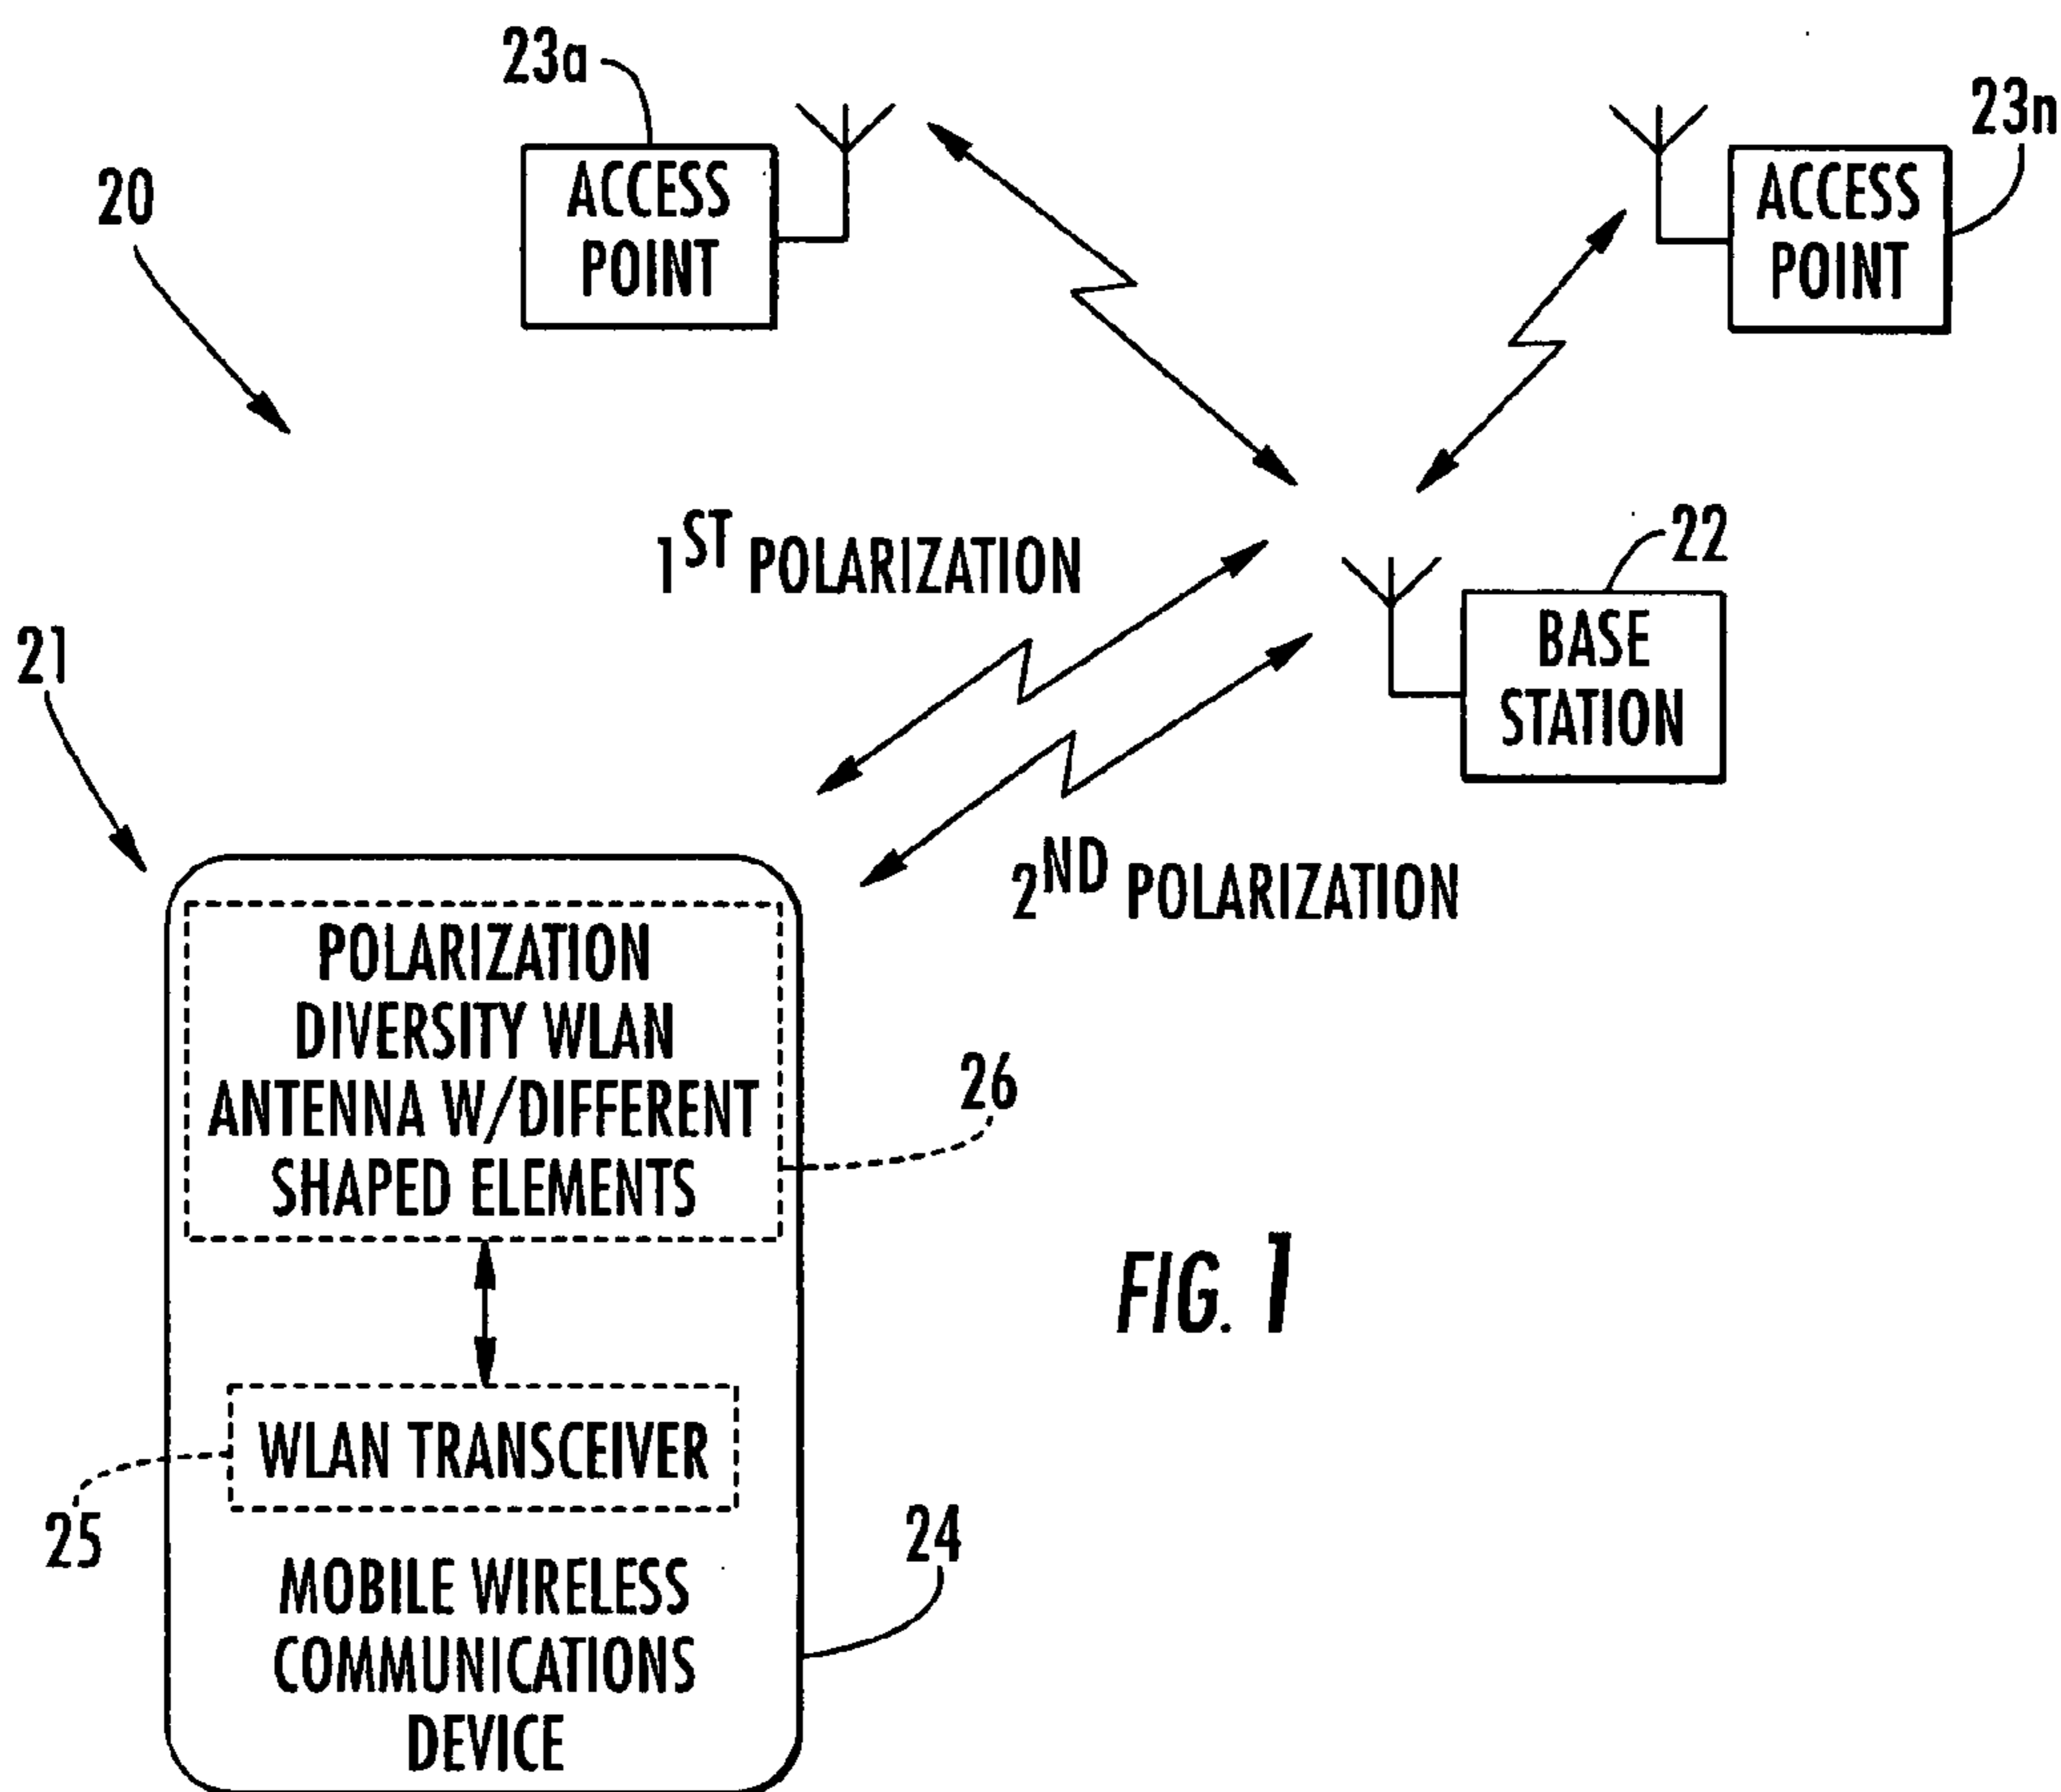 23a
ACCESS
POINT
23n
ACCESS
POINT
20
1ST POLARIZATION
22
BASE
STATION
21
2ND POLARIZATION
POLARIZATION
DIVERSITY WLAN
ANTENNA W/DIFFERENT
SHAPED ELEMENTS
26
FIG. 1
WLAN TRANSCEIVER
25
24
MOBILE WIRELESS
COMMUNICATIONS
DEVICE